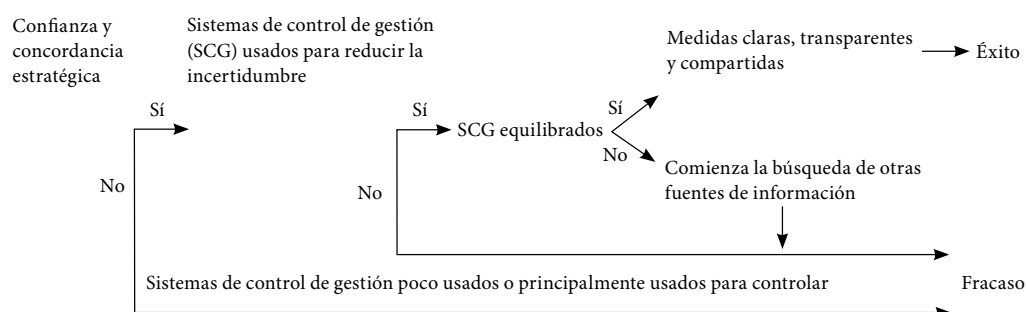 Confianza y
concordancia
estratégica
Sistemas de control de gestión
(SCG) usados para reducir la
incertidumbre
Medidas claras, transparentes
y compartidas
Éxito
Sí
Sí
SCG equilibrados
Sí
No
No
No
Comienza la búsqueda de otras
fuentes de información
Sistemas de control de gestión poco usados o principalmente usados para controlar
Fracaso